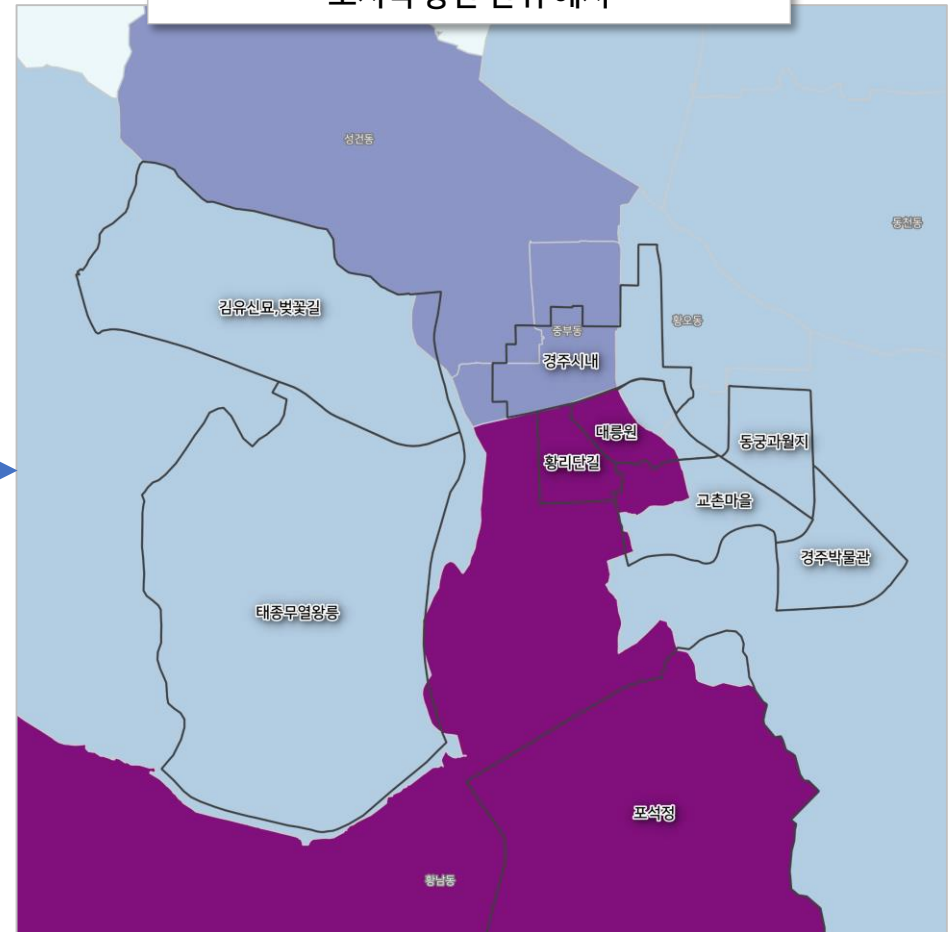 성건동
동천동
김유신묘,벚꽃길
황오동
중부동
경주시내
대릉원
동궁과월지
황리단길
교촌마을
경주박물관
태종무열왕릉
포석정
황남동